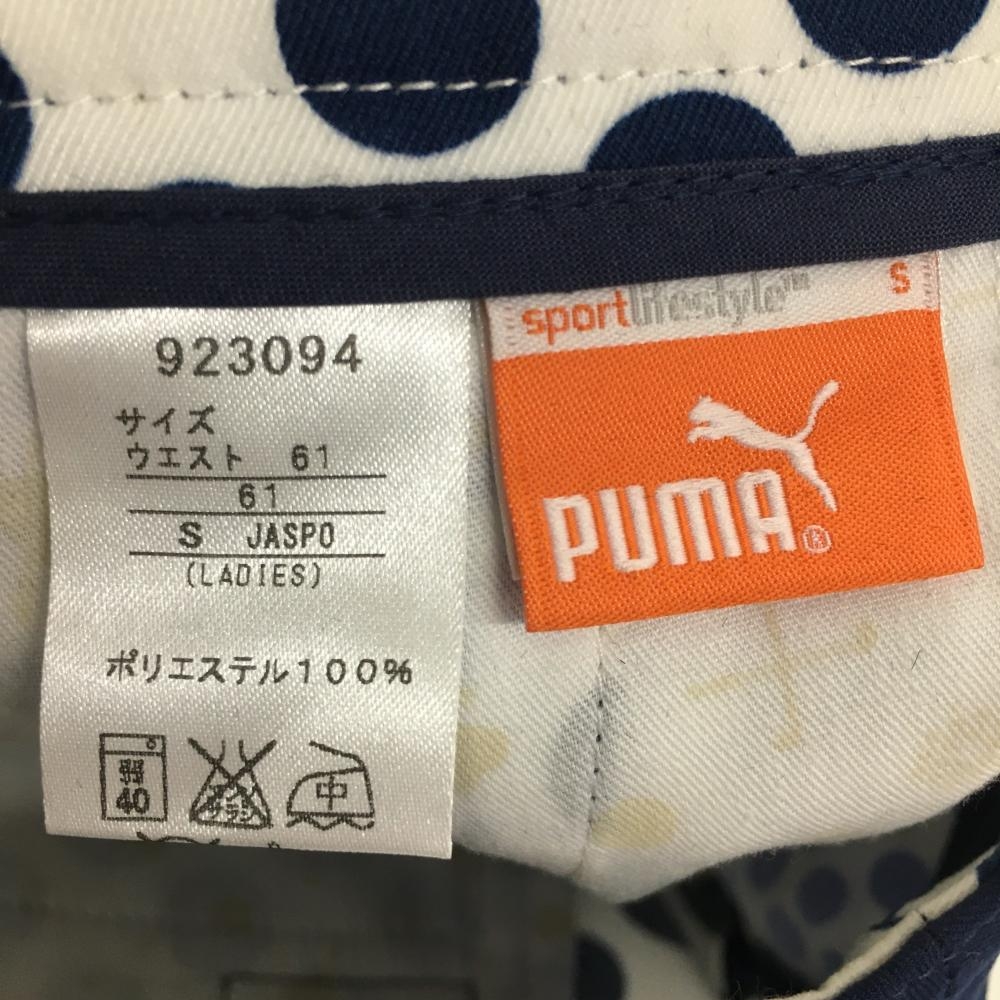 923094
サイズ
ウエスト 61
61
S JASPO
(LADIES)
ポリエステル100%
弱
40
中
sportlifestyle™ S
PUMA®